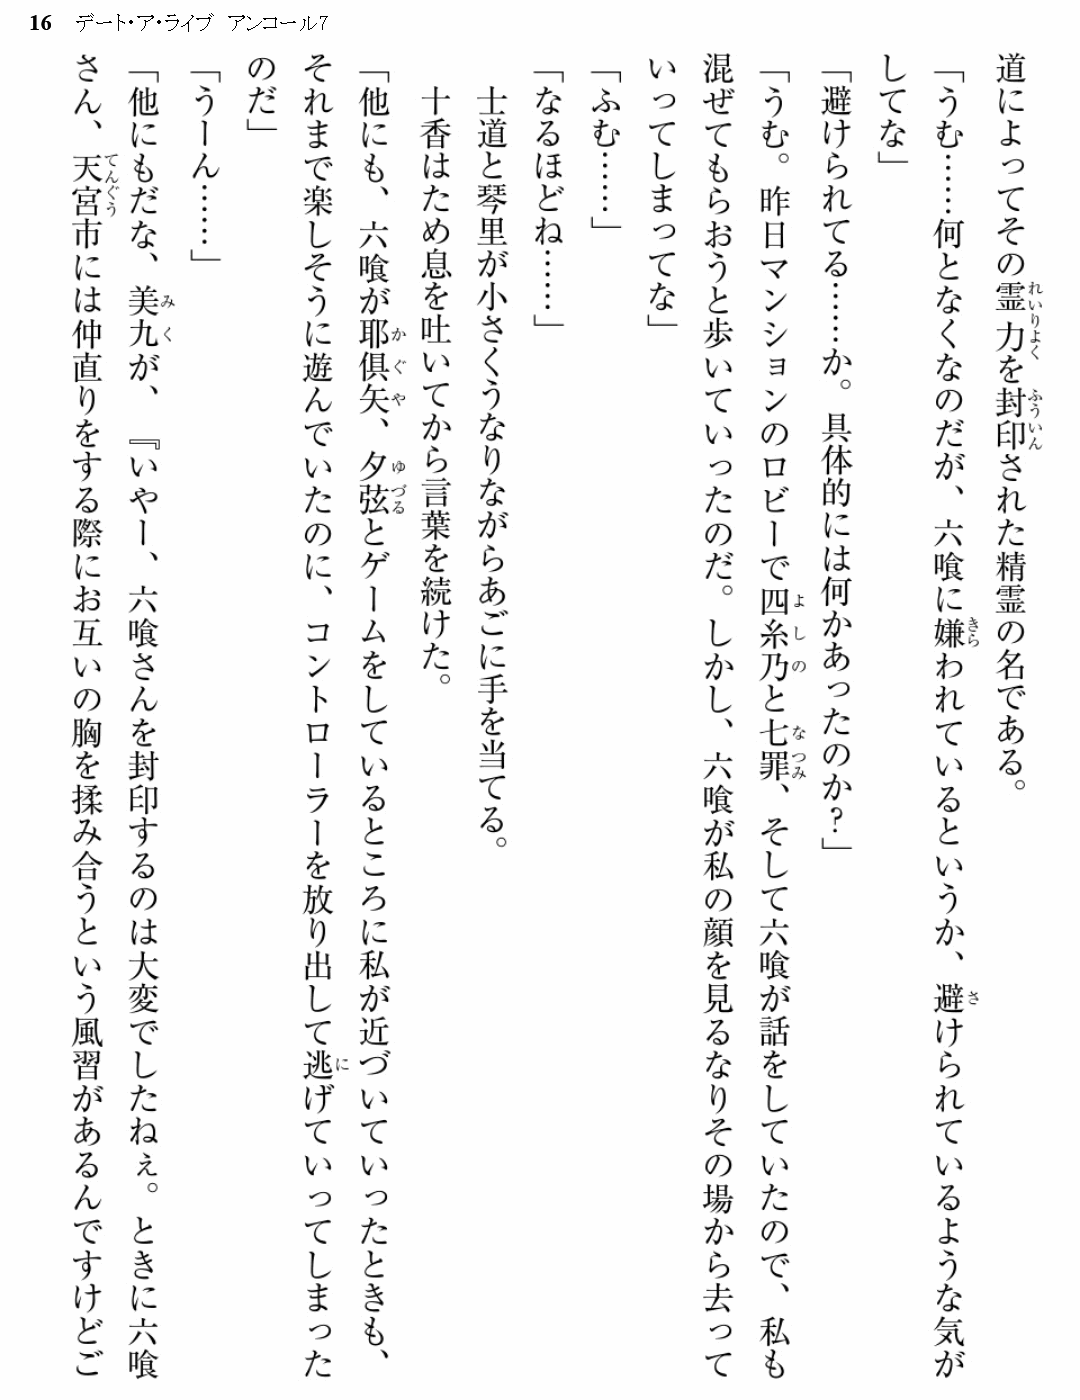 16 デート・ア・ライブ アンコール7
道によってその霊力を封印された精霊の名である。
「うむ……何となくなのだが、六喰に嫌われているというか、避けられているような気が
してな」
「避けられてる……か。具体的には何かあったのか?」
「うむ。昨日マンションのロビーで四糸乃と七罪、そして六喰が話をしていたので、私も
混ぜてもらおうと歩いていったのだ。しかし、六喰が私の顔を見るなりその場から去って
いってしまってな」
「ふむ……」
「なるほどね……」
士道と琴里が小さくうなりながらあごに手を当てる。
十香はため息を吐いてから言葉を続けた。
「他にも、六喰が耶倶矢、夕弦とゲームをしているところに私が近づいていったときも、
それまで楽しそうに遊んでいたのに、コントローラーを放り出して逃げていってしまった
のだ」
「うーん……」
「他にもだな、美九が、『いやー、六喰さんを封印するのは大変でしたねぇ。ときに六喰
さん、天宮市には仲直りをする際にお互いの胸を揉み合うという風習があるんですけどご